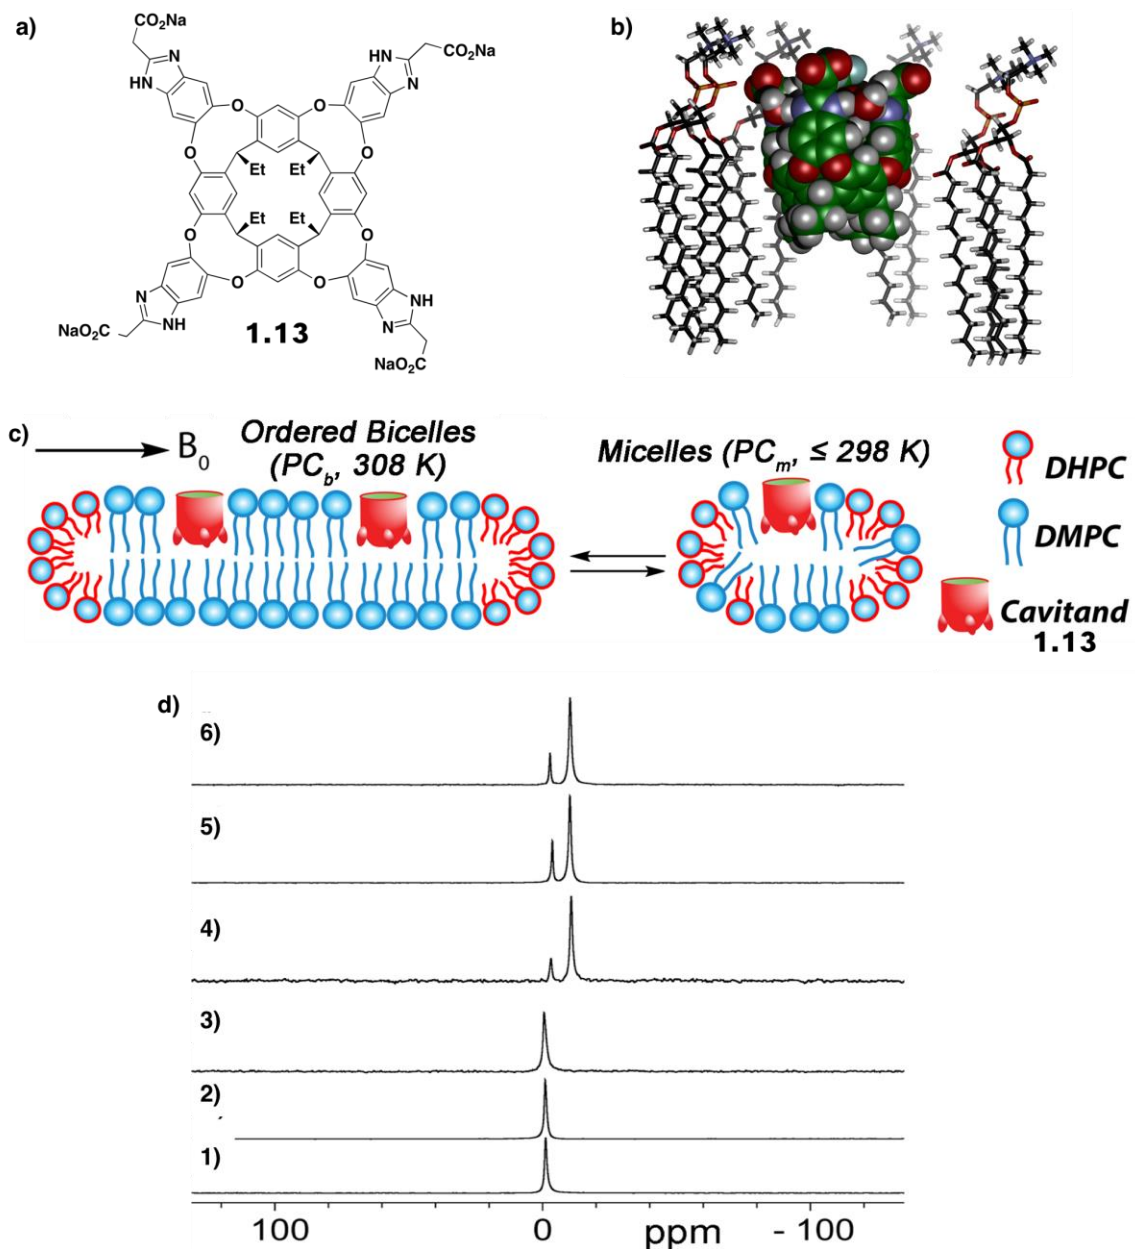 a)
CO2Na
HN
N
O
O
N
NH
CO2Na
N
HN
O
O
Et
Et
O
O
Et
Et
N
NH
O
O
NaO2C
N
NH
NaO2C
1.13
b)
c)
B0
Ordered Bicelles
(PCb, 308 K)
Micelles (PCm, ≤ 298 K)
DHPC
DMPC
Cavitand
1.13
d)
6)
5)
4)
3)
2)
1)
100
0
ppm
- 100